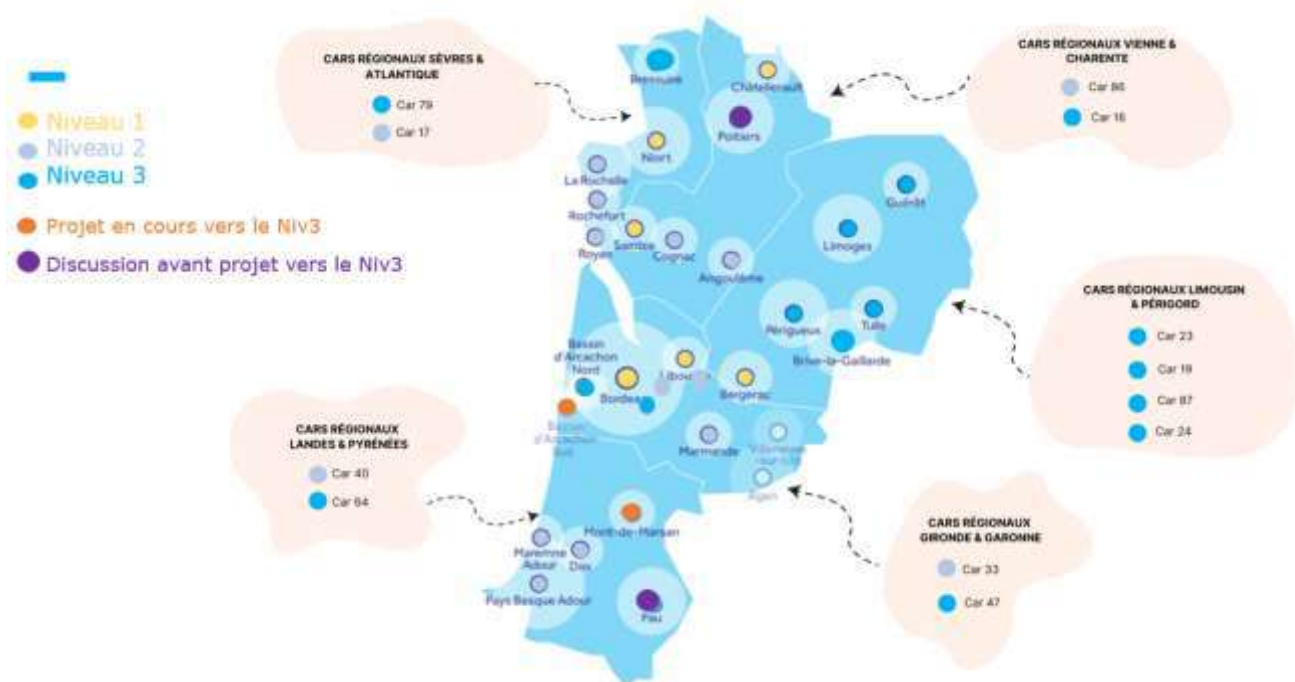 CARS RÉGIONAUX SÈVRES &
ATLANTIQUE
Car 79
Car 17
CARS RÉGIONAUX VIENNE &
CHARENTE
Car 86
Car 16
Niveau 1
Niveau 2
Niveau 3
Projet en cours vers le Niv3
Discussion avant projet vers le Niv3
Bressuire
Châtellerault
Poitiers
Niort
La Rochelle
Rochefort
Royan
Saintes
Cognac
Angoulême
Guérêt
Limoges
Périgueux
Tulle
Brive-la-Gaillarde
CARS RÉGIONAUX LIMOUSIN
& PÉRIGORD
Car 23
Car 19
Car 87
Car 24
Bassin
d'Arcachon
Nord
Bordea
Bergerac
Bassin
d'Arcachon
Sud
Marmande
Agen
CARS RÉGIONAUX
LANDES & PYRÉNÉES
Car 40
Car 64
Mont-de-Marsan
Maremne
Adour
Dax
Pays Basque Adour
Pau
CARS RÉGIONAUX
GIRONDE & GARONNE
Car 33
Car 47